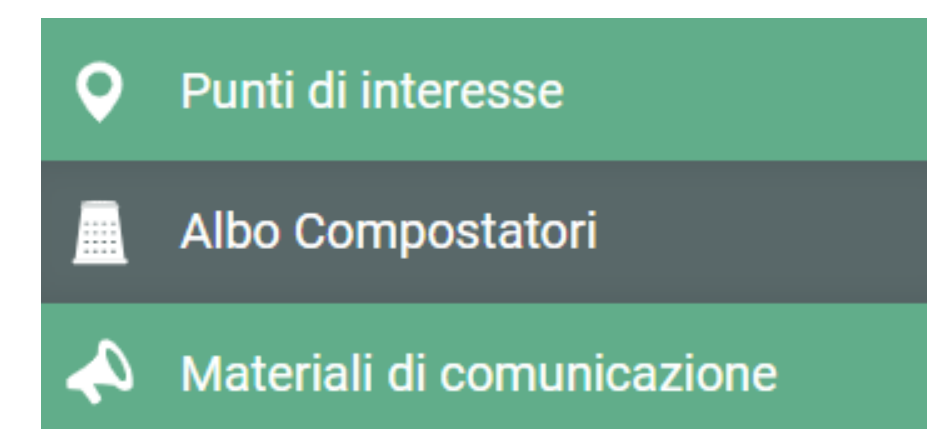 Punti di interesse
Albo Compostatori
Materiali di comunicazione